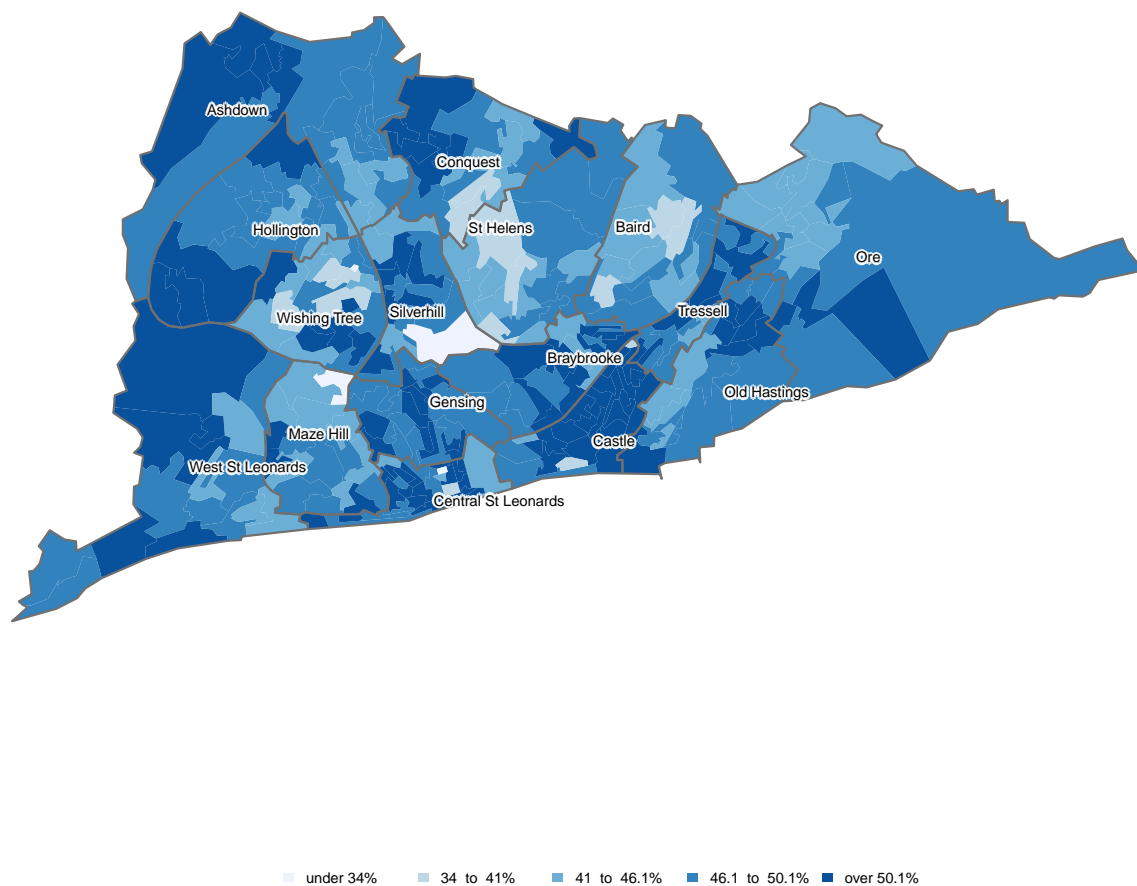 Ashdown
Conquest
Hollington
St Helens
Baird
Ore
Wishing Tree
Silverhill
Tressell
Braybrooke
Gensing
Old Hastings
Maze Hill
Castle
West St Leonards
Central St Leonards
under 34% 34 to 41% 41 to 46.1% 46.1 to 50.1% over 50.1%